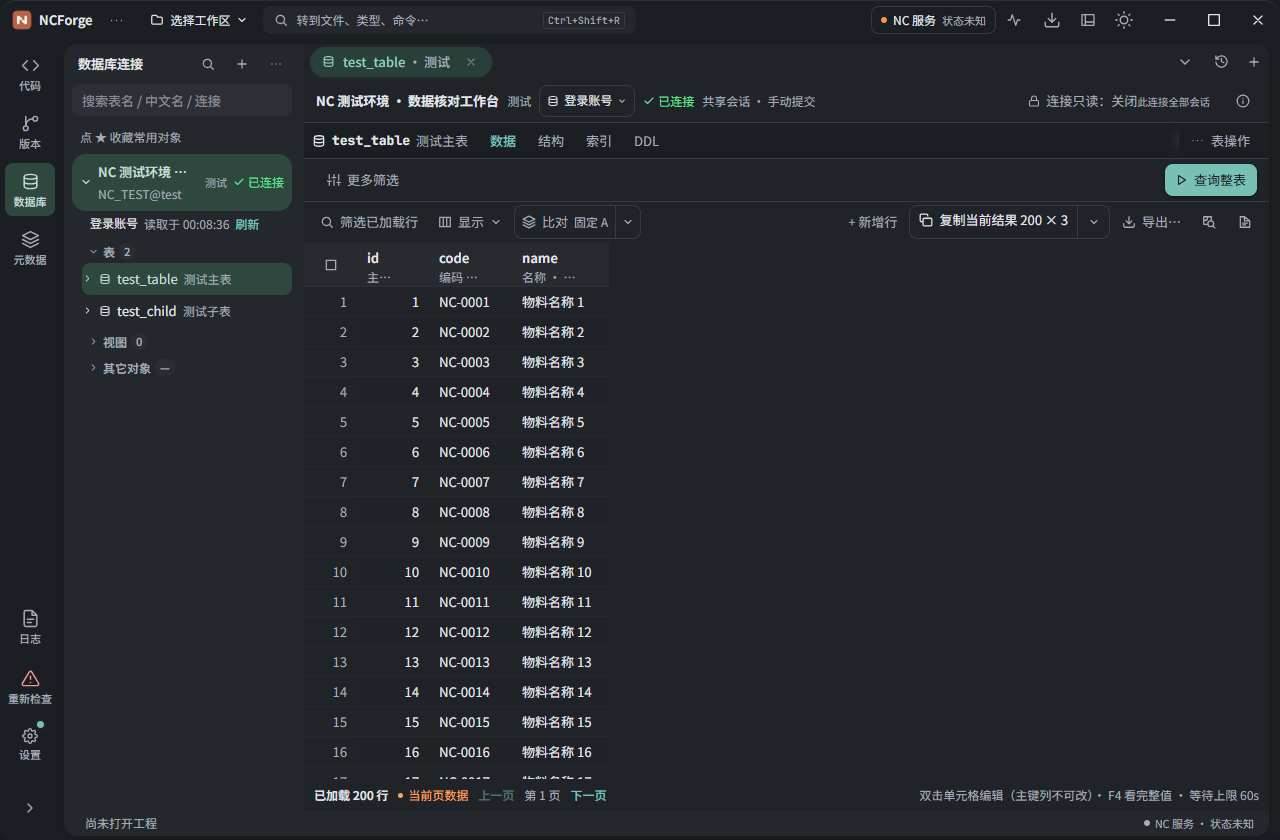 NCForge ··· 选择工作区 转到文件、类型、命令··· Ctrl+Shift+R NC 服务 状态未知
代码
版本
数据库
元数据
日志
重新检查
设置
数据库连接 ···
搜索表名 / 中文名 / 连接
点 ★ 收藏常用对象
NC 测试环境 ··· 测试 已连接
NC_TEST@test
登录账号 读取于 00:08:36 刷新
表 2
test_table 测试主表
test_child 测试子表
视图 0
其它对象 —
test_table • 测试
NC 测试环境 • 数据核对工作台 测试 登录账号 已连接 共享会话 • 手动提交 连接只读：关闭此连接全部会话
test_table 测试主表 数据 结构 索引 DDL ··· 表操作
更多筛选 查询整表
筛选已加载行 显示 比对 固定 A + 新增行 复制当前结果 200 × 3 导出···
id code name
主··· 编码 ··· 名称 • ···
1 1 NC-0001 物料名称 1
2 2 NC-0002 物料名称 2
3 3 NC-0003 物料名称 3
4 4 NC-0004 物料名称 4
5 5 NC-0005 物料名称 5
6 6 NC-0006 物料名称 6
7 7 NC-0007 物料名称 7
8 8 NC-0008 物料名称 8
9 9 NC-0009 物料名称 9
10 10 NC-0010 物料名称 10
11 11 NC-0011 物料名称 11
12 12 NC-0012 物料名称 12
13 13 NC-0013 物料名称 13
14 14 NC-0014 物料名称 14
15 15 NC-0015 物料名称 15
16 16 NC-0016 物料名称 16
已加载 200 行 • 当前页数据 上一页 第 1 页 下一页 双击单元格编辑（主键列不可改）• F4 看完整值 • 等待上限 60s
尚未打开工程 NC 服务 • 状态未知